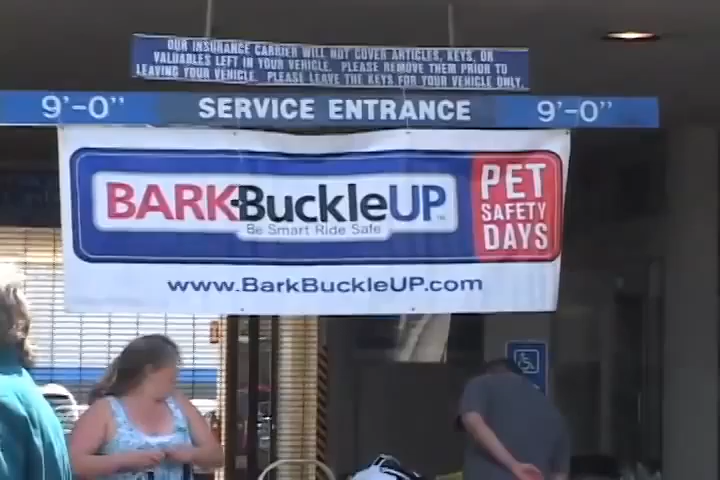 OUR INSURANCE CARRIER WILL NOT COVER ARTICLES, KEYS, OR
VALUABLES LEFT IN YOUR VEHICLE. PLEASE REMOVE THEM PRIOR TO
LEAVING YOUR VEHICLE. PLEASE LEAVE THE KEYS FOR YOUR VEHICLE ONLY.
9'-0" SERVICE ENTRANCE 9'-0"
BARK BuckleUP™
Be Smart Ride Safe
PET
SAFETY
DAYS
www.BarkBuckleUP.com